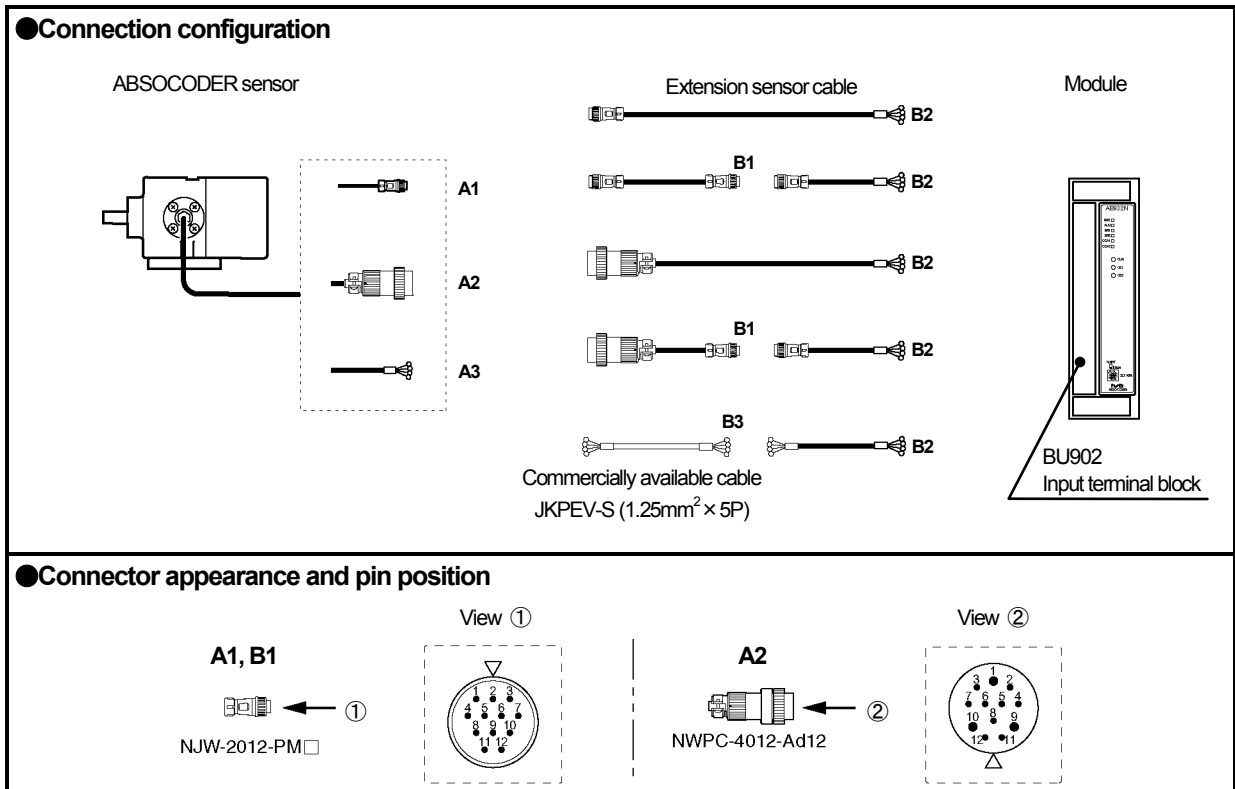 ●Connection configuration
ABSOCODER sensor
Extension sensor cable
Module
A1
A2
A3
B2
B1
B2
B2
B1
B2
B3
B2
Commercially available cable
JKPEV-S (1.25mm² × 5P)
BU902
Input terminal block
●Connector appearance and pin position
View ①
View ②
A1, B1
①
NJW-2012-PM□
1 2 3
4 5 6 7
8 9 10
11 12
A2
②
NWPC-4012-Ad12
1
3 2
7 6 5 4
10 8 9
12 11